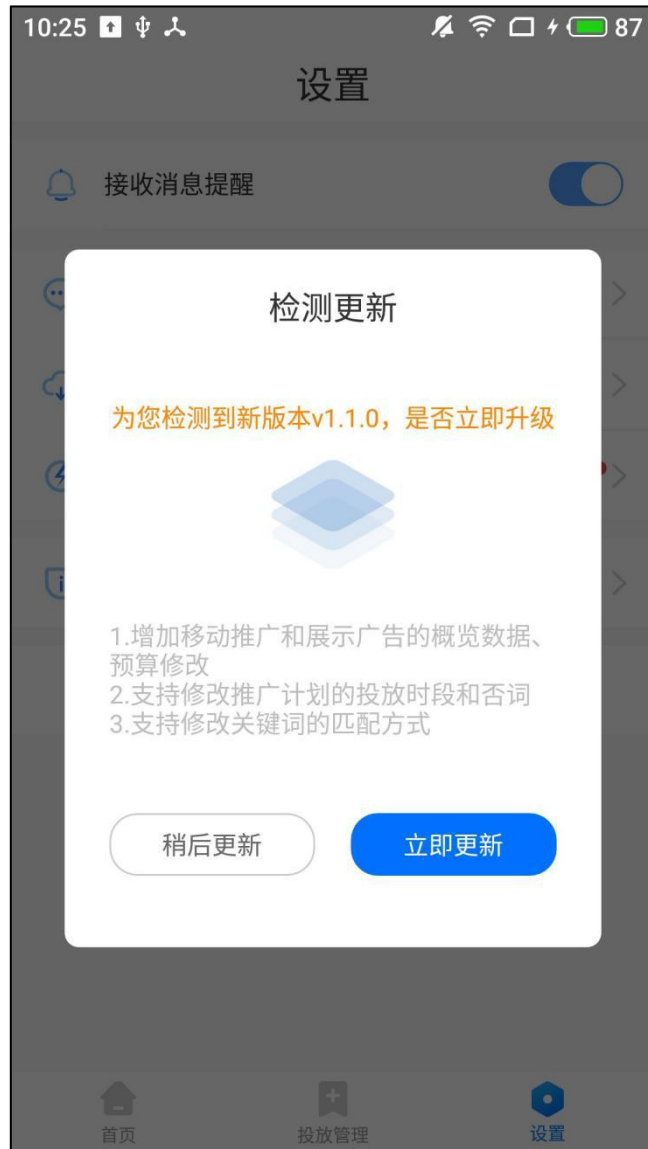 10:25
87
设置
接收消息提醒
检测更新
为您检测到新版本v1.1.0，是否立即升级
1.增加移动推广和展示广告的概览数据、
预算修改
2.支持修改推广计划的投放时段和否词
3.支持修改关键词的匹配方式
稍后更新
立即更新
首页
投放管理
设置